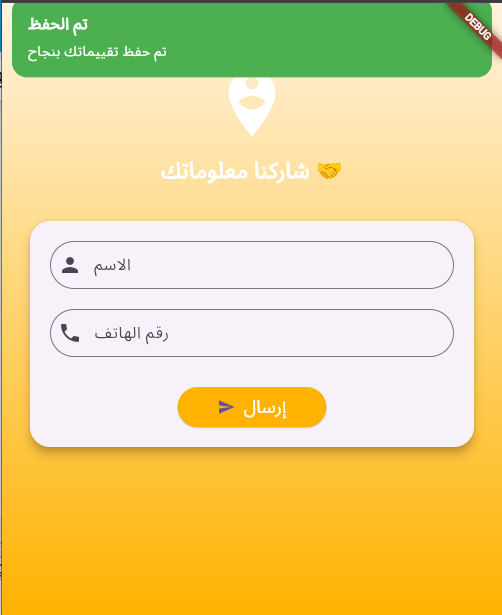 تم الحفظ
تم حفظ تقييماتك بنجاح
DEBUG
شاركنا معلوماتك 🤝
الاسم
رقم الهاتف
إرسال